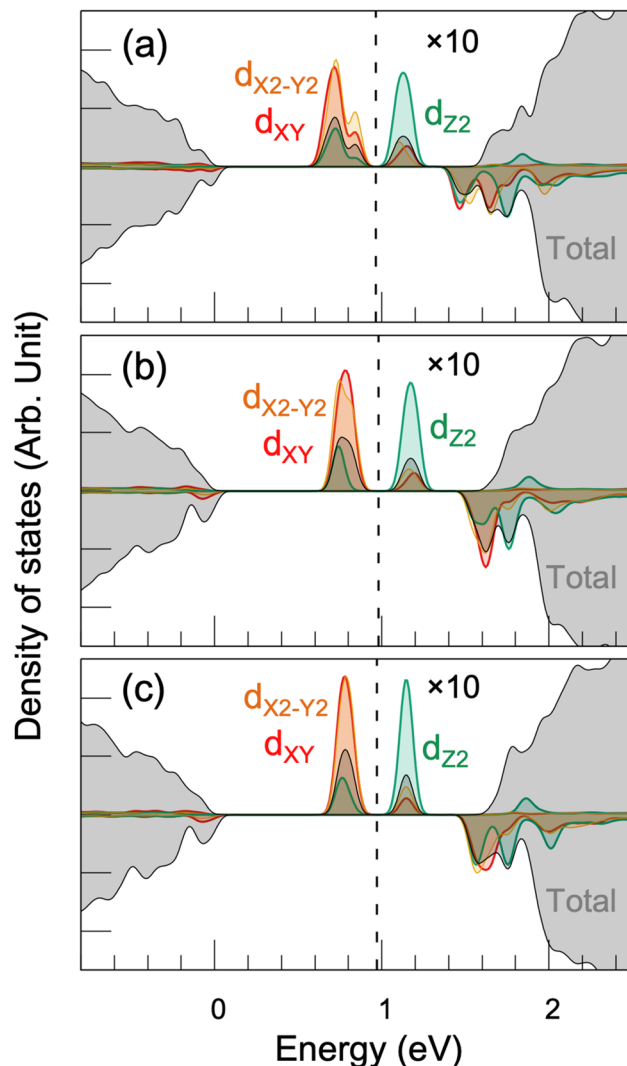 (a)
×10
dX2-Y2
dXY
dZ2
Total
(b)
×10
dX2-Y2
dXY
dZ2
Total
(c)
×10
dX2-Y2
dXY
dZ2
Total
0 1 2
Energy (eV)
Density of states (Arb. Unit)